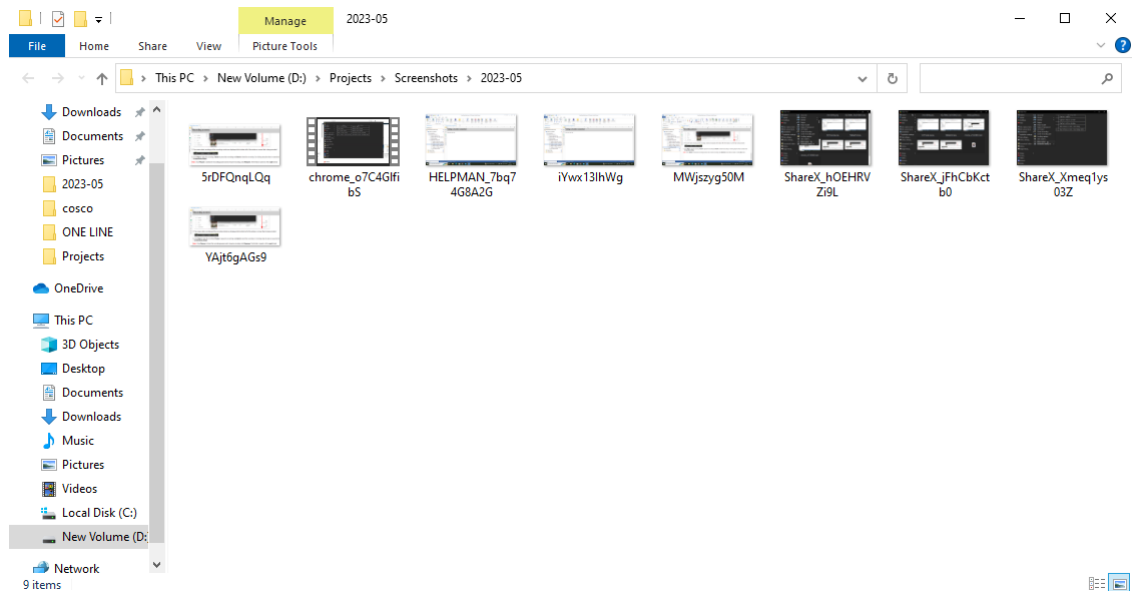 Manage
2023-05
File
Home
Share
View
Picture Tools
?
This PC > New Volume (D:) > Projects > Screenshots > 2023-05
Downloads
Documents
Pictures
2023-05
cosco
ONE LINE
Projects
OneDrive
This PC
3D Objects
Desktop
Documents
Downloads
Music
Pictures
Videos
Local Disk (C:)
New Volume (D:
Network
5rDFQnqLQq
chrome_o7C4Glfi
bS
HELPMAN_7bq7
4G8A2G
iYwx13IhWg
MWjszyg50M
ShareX_hOEHRV
Zi9L
ShareX_jFhCbKct
b0
ShareX_Xmeq1ys
03Z
YAjt6gAGs9
9 items